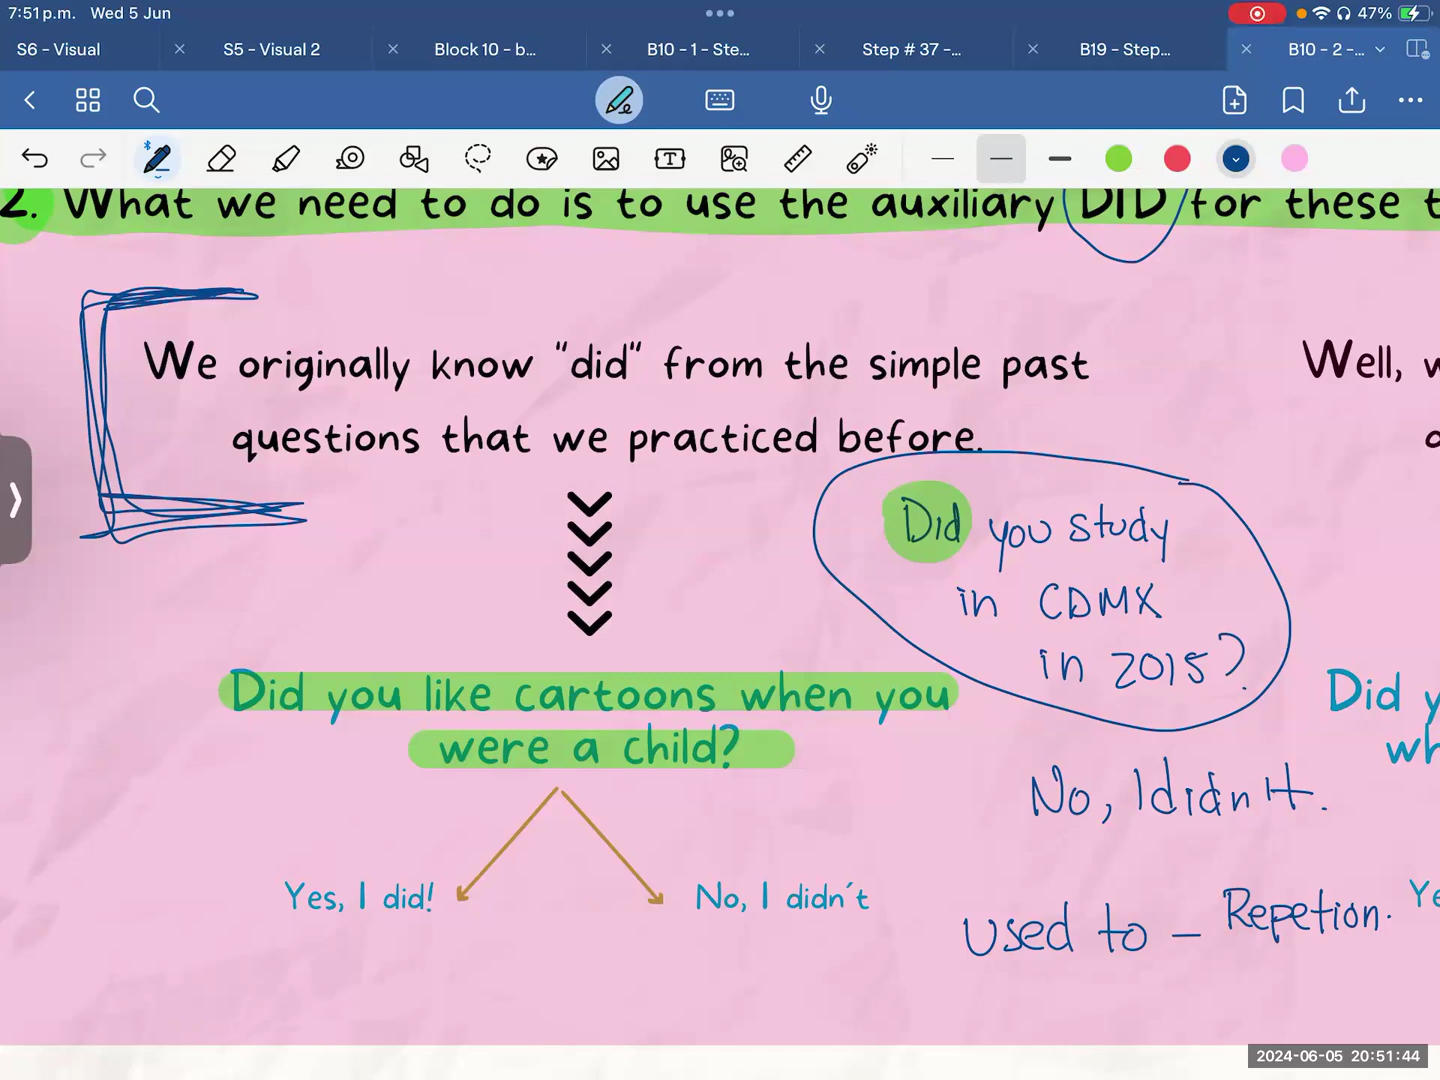 7:51 p.m. Wed 5 Jun
47%
S6 - Visual
S5 - Visual 2
Block 10 - b...
B10 - 1 - Ste...
Step # 37 -...
B19 - Step...
B10 - 2 -...
2. What we need to do is to use the auxiliary DID for these t
We originally know "did" from the simple past
questions that we practiced before.
Well, w
Did you study
in CDMX
in 2015?
Did you like cartoons when you
were a child?
Did y
wh
No, I didn't.
Yes, I did!
No, I didn´t
used to - Repetion.
Ye
2024-06-05 20:51:44